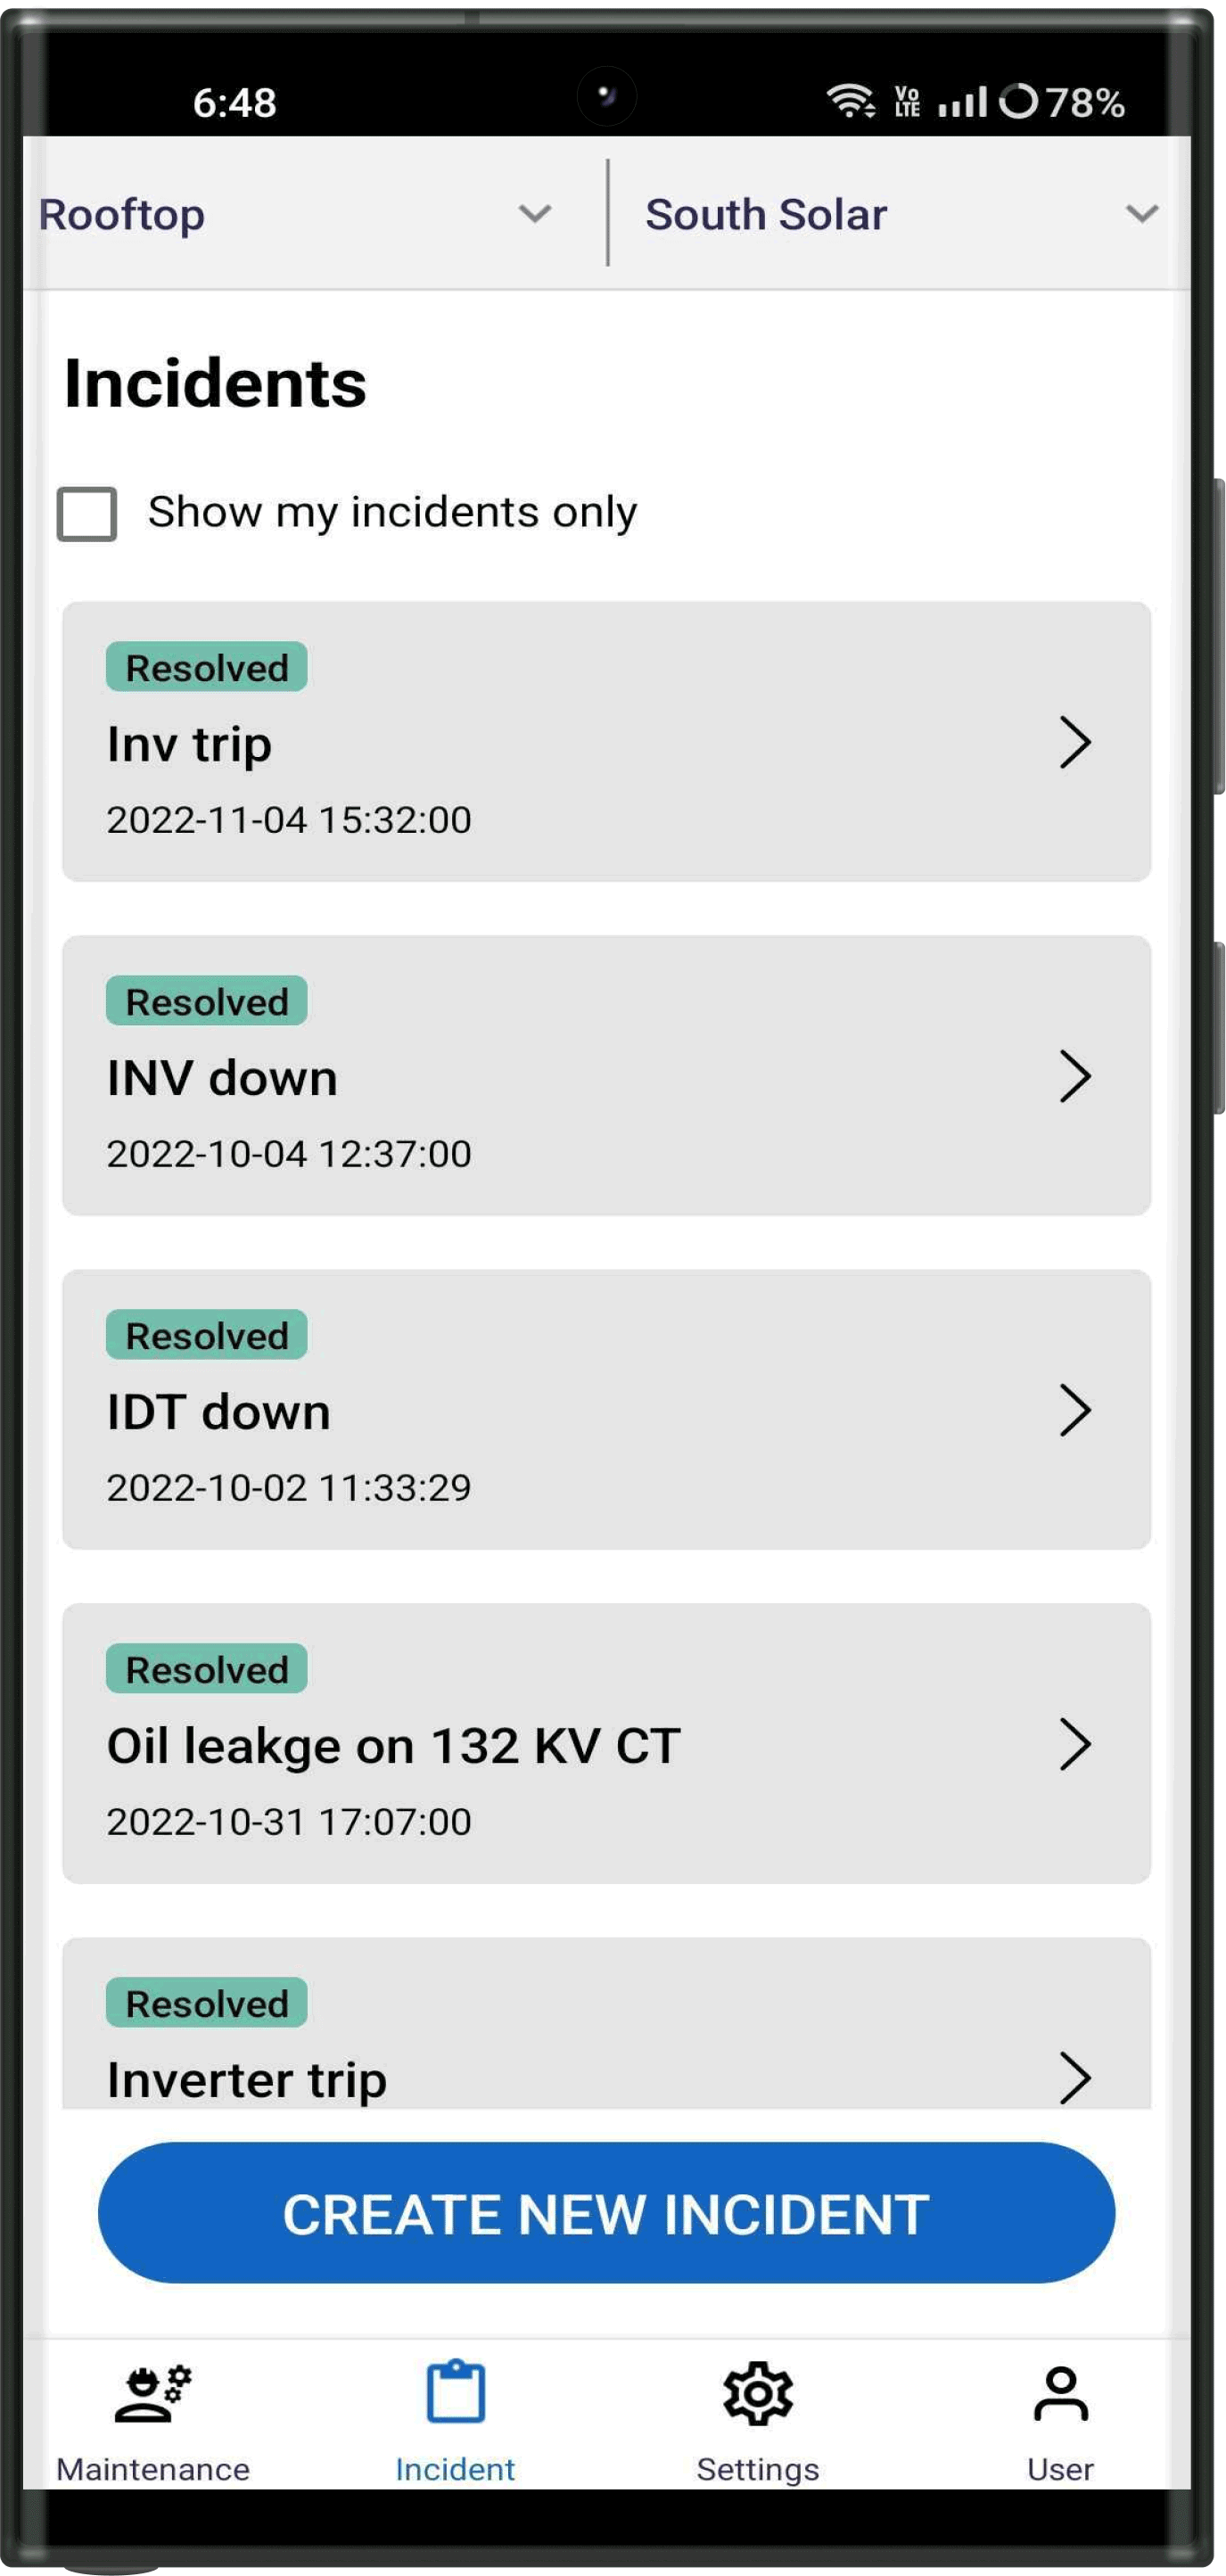 6:48 Vo LTE 78%
Rooftop South Solar
Incidents
Show my incidents only
Resolved
Inv trip
2022-11-04 15:32:00
Resolved
INV down
2022-10-04 12:37:00
Resolved
IDT down
2022-10-02 11:33:29
Resolved
Oil leakge on 132 KV CT
2022-10-31 17:07:00
Resolved
Inverter trip
CREATE NEW INCIDENT
Maintenance Incident Settings User